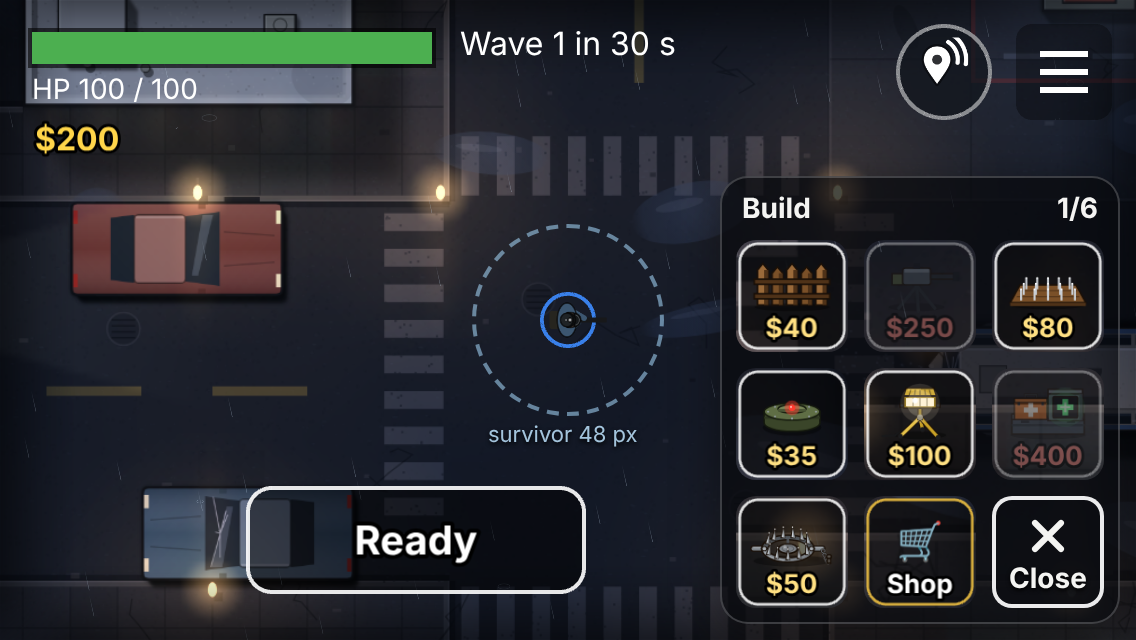 Wave 1 in 30 s
HP 100 / 100
$200
Build
1/6
$40
$250
$80
$35
$100
$400
$50
Shop
Close
survivor 48 px
Ready